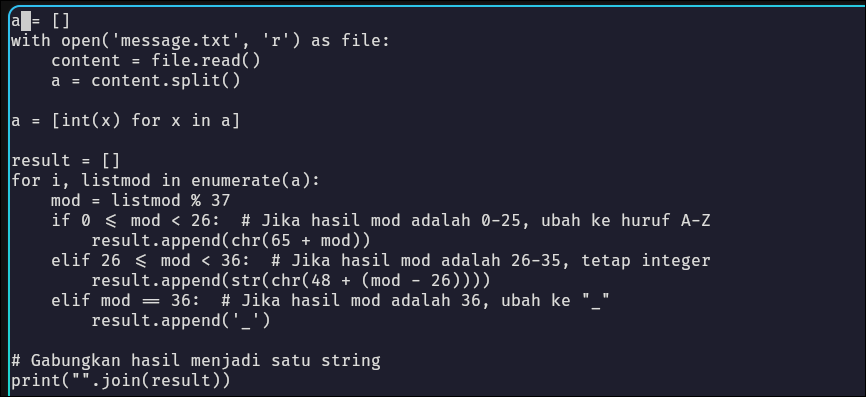 a = []
with open('message.txt', 'r') as file:
    content = file.read()
    a = content.split()

a = [int(x) for x in a]

result = []
for i, listmod in enumerate(a):
    mod = listmod % 37
    if 0 <= mod < 26:  # Jika hasil mod adalah 0-25, ubah ke huruf A-Z
        result.append(chr(65 + mod))
    elif 26 <= mod < 36:  # Jika hasil mod adalah 26-35, tetap integer
        result.append(str(chr(48 + (mod - 26))))
    elif mod == 36:  # Jika hasil mod adalah 36, ubah ke "_"
        result.append('_')

# Gabungkan hasil menjadi satu string
print("".join(result))